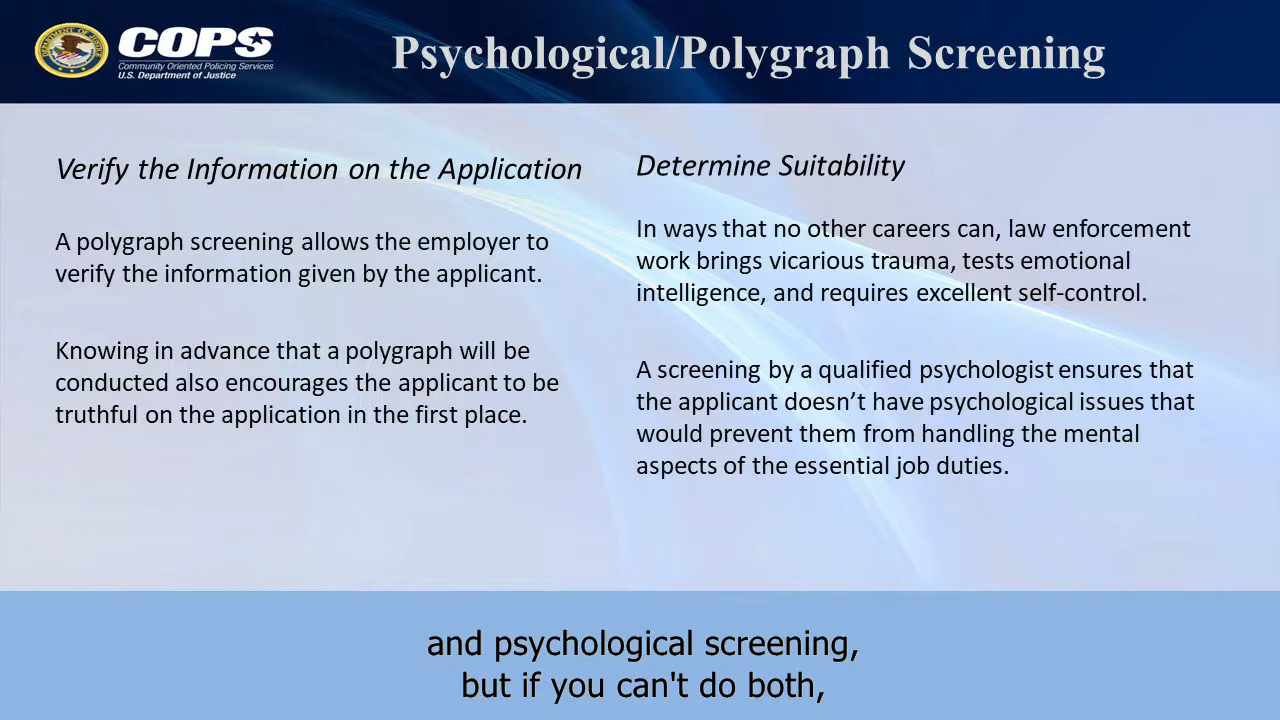 COPS
Community Oriented Policing Services
U.S. Department of Justice
Psychological/Polygraph Screening
Verify the Information on the Application
A polygraph screening allows the employer to
verify the information given by the applicant.
Knowing in advance that a polygraph will be
conducted also encourages the applicant to be
truthful on the application in the first place.
Determine Suitability
In ways that no other careers can, law enforcement
work brings vicarious trauma, tests emotional
intelligence, and requires excellent self-control.
A screening by a qualified psychologist ensures that
the applicant doesn’t have psychological issues that
would prevent them from handling the mental
aspects of the essential job duties.
and psychological screening,
but if you can't do both,